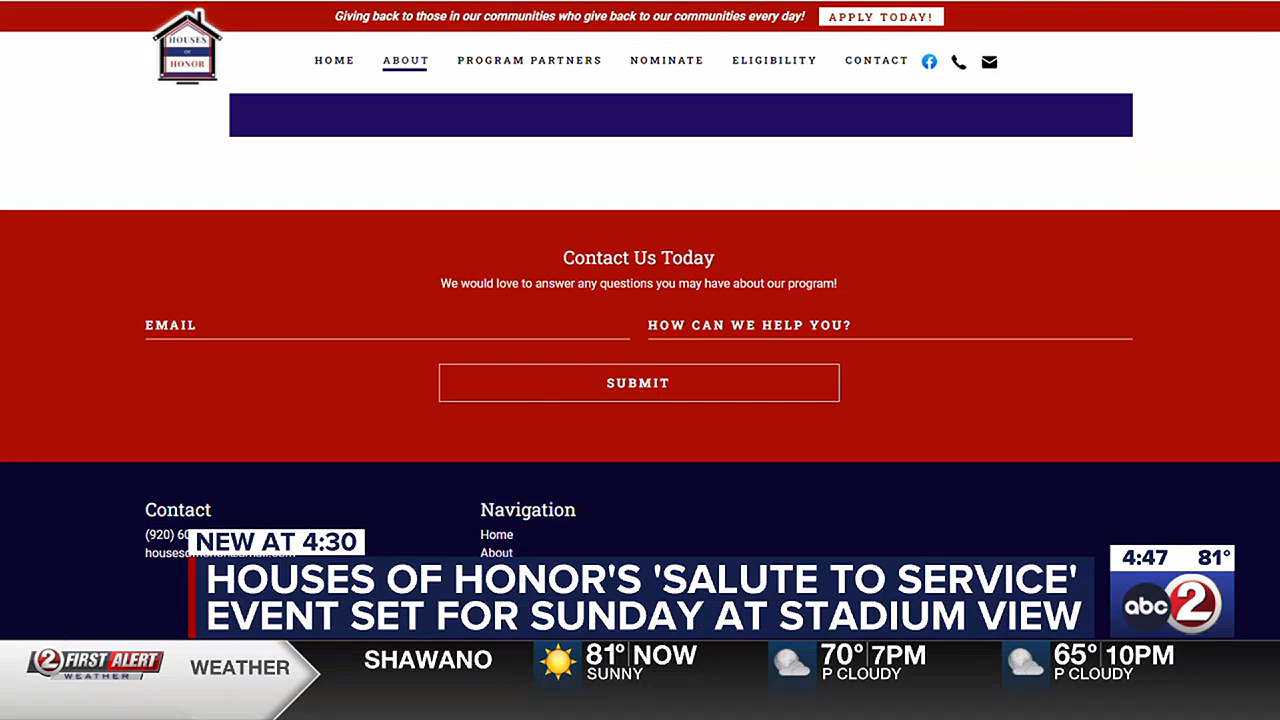 Giving back to those in our communities who give back to our communities every day!
APPLY TODAY!
HOUSES
OF
HONOR
HOME ABOUT PROGRAM PARTNERS NOMINATE ELIGIBILITY CONTACT
Contact Us Today
We would love to answer any questions you may have about our program!
EMAIL HOW CAN WE HELP YOU?
SUBMIT
Contact Navigation
(920) Home
About
NEW AT 4:30
HOUSES OF HONOR'S 'SALUTE TO SERVICE'
EVENT SET FOR SUNDAY AT STADIUM VIEW
4:47 81°
abc 2
2 FIRST ALERT
WEATHER
WEATHER
SHAWANO
81° NOW
SUNNY
70° 7PM
P CLOUDY
65° 10PM
P CLOUDY